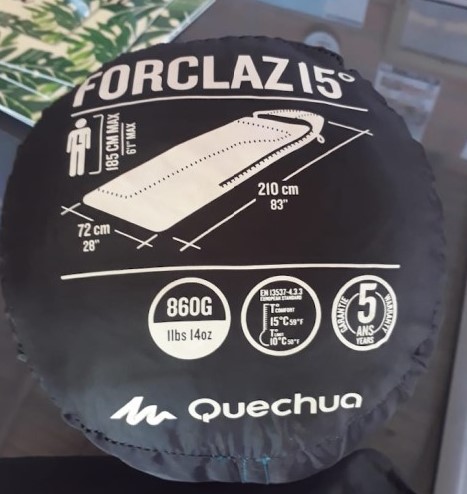 FORCLAZ 15°
185 CM MAX
6'1" MAX
210 cm
83"
72 cm
28"
860G
1lbs 14oz
EN 13537-4.3.3
EUROPEAN STANDARD
T° COMFORT
15°C 59°F
T° LIMIT
10°C 50°F
GARANTIE
5
ANS
YEARS
WARRANTY
Quechua